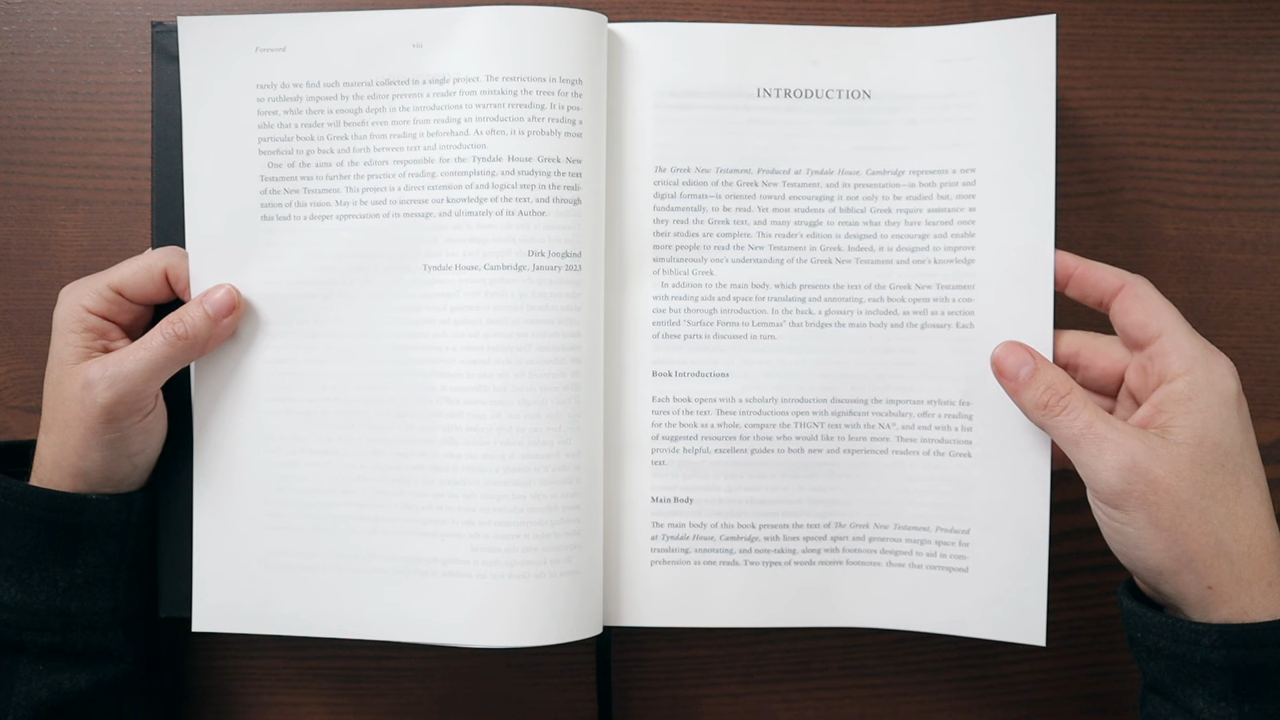 Foreword
viii
rarely do we find such material collected in a single project. The restrictions in length
so ruthlessly imposed by the editor prevents a reader from mistaking the trees for the
forest, while there is enough depth in the introductions to warrant rereading. It is pos-
sible that a reader will benefit even more from reading an introduction after reading a
particular book in Greek than from reading it beforehand. As often, it is probably most
beneficial to go back and forth between text and introduction.
One of the aims of the editors responsible for the Tyndale House Greek New
Testament was to further the practice of reading, contemplating, and studying the text
of the New Testament. This project is a direct extension of and logical step in the reali-
zation of this vision. May it be used to increase our knowledge of the text, and through
this lead to a deeper appreciation of its message, and ultimately of its Author.
Dirk Jongkind
Tyndale House, Cambridge, January 2023
INTRODUCTION
The Greek New Testament, Produced at Tyndale House, Cambridge represents a new
critical edition of the Greek New Testament, and its presentation—in both print and
digital formats—is oriented toward encouraging it not only to be studied but, more
fundamentally, to be read. Yet most students of biblical Greek require assistance as
they read the Greek text, and many struggle to retain what they have learned once
their studies are complete. This reader's edition is designed to encourage and enable
more people to read the New Testament in Greek. Indeed, it is designed to improve
simultaneously one's understanding of the Greek New Testament and one's knowledge
of biblical Greek.
In addition to the main body, which presents the text of the Greek New Testament
with reading aids and space for translating and annotating, each book opens with a con-
cise but thorough introduction. In the back, a glossary is included, as well as a section
entitled "Surface Forms to Lemmas" that bridges the main body and the glossary. Each
of these parts is discussed in turn.
Book Introductions
Each book opens with a scholarly introduction discussing the important stylistic fea-
tures of the text. These introductions open with significant vocabulary, offer a reading
for the book as a whole, compare the THGNT text with the NA²⁸, and end with a list
of suggested resources for those who would like to learn more. These introductions
provide helpful, excellent guides to both new and experienced readers of the Greek
text.
Main Body
The main body of this book presents the text of The Greek New Testament, Produced
at Tyndale House, Cambridge, with lines spaced apart and generous margin space for
translating, annotating, and note-taking, along with footnotes designed to aid in com-
prehension as one reads. Two types of words receive footnotes: those that correspond